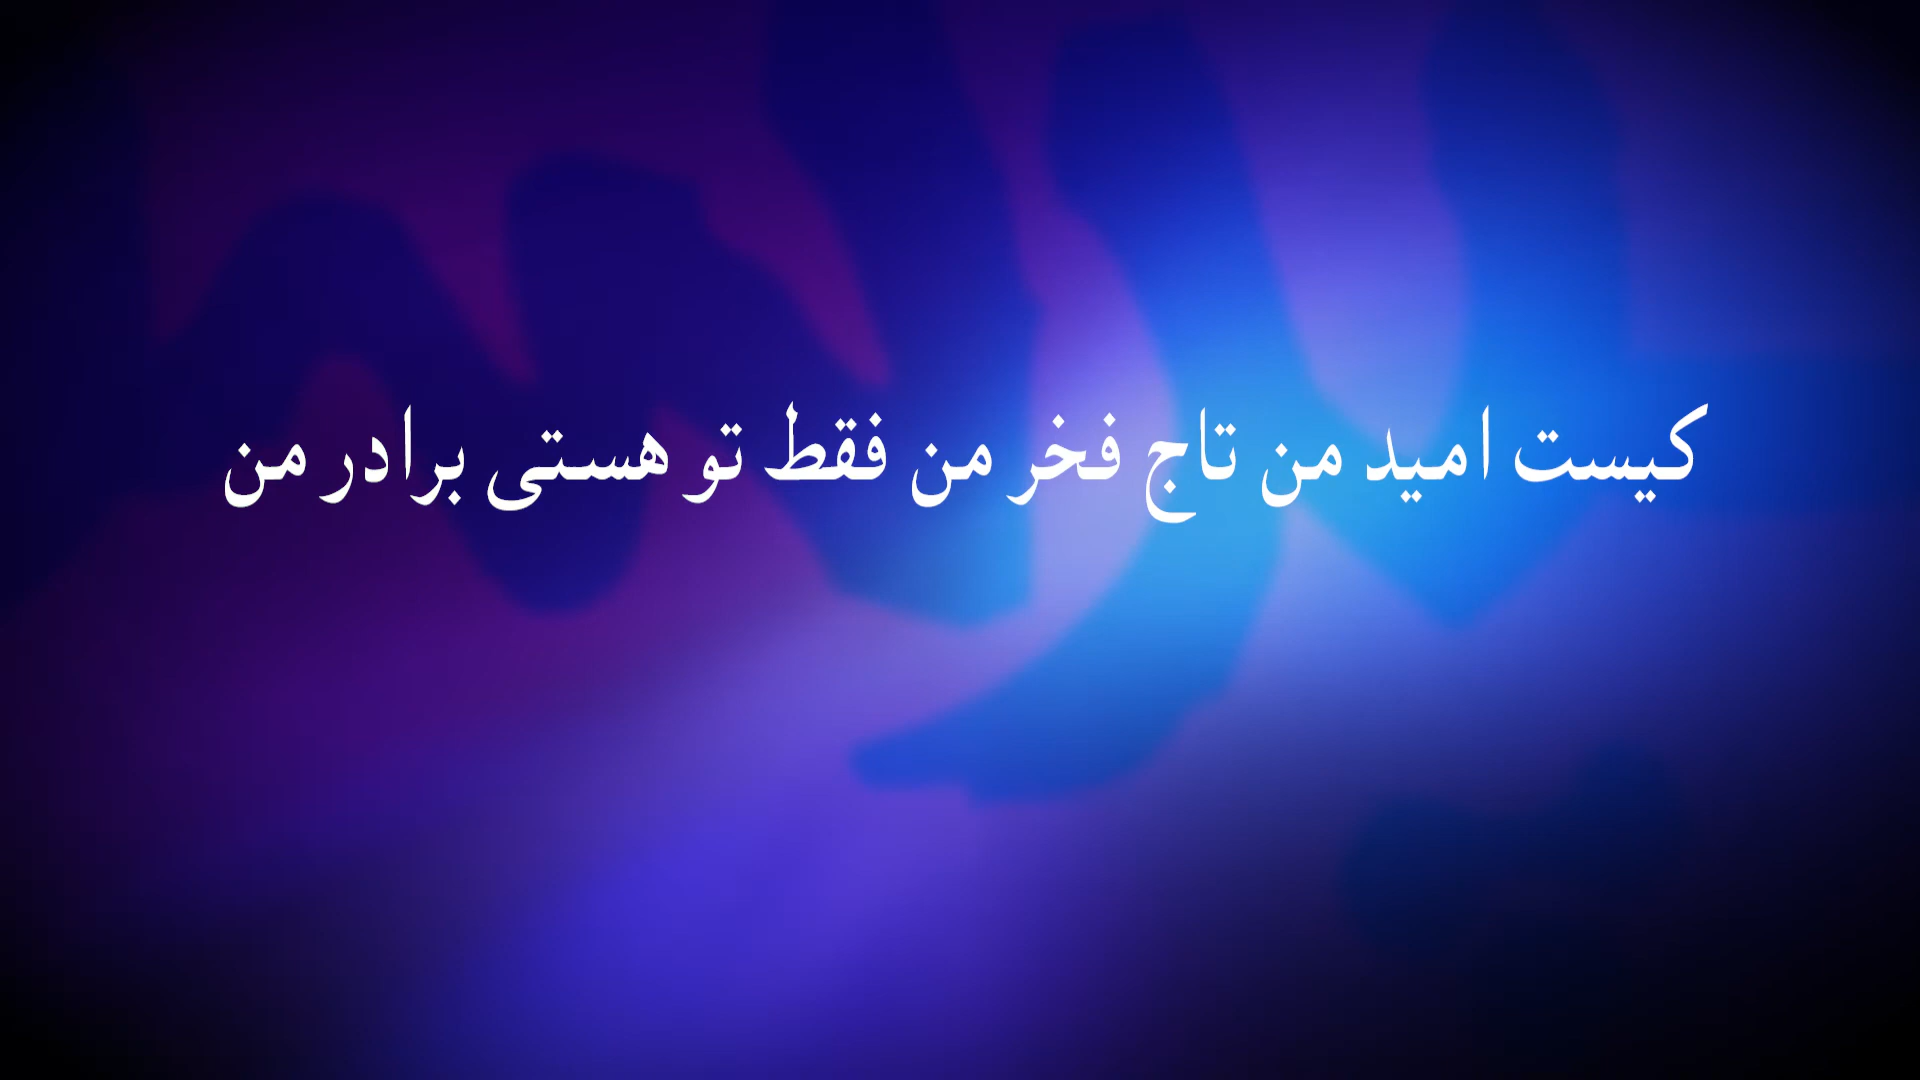 کیست امید من تاج فخر من فقط تو هستی برادر من